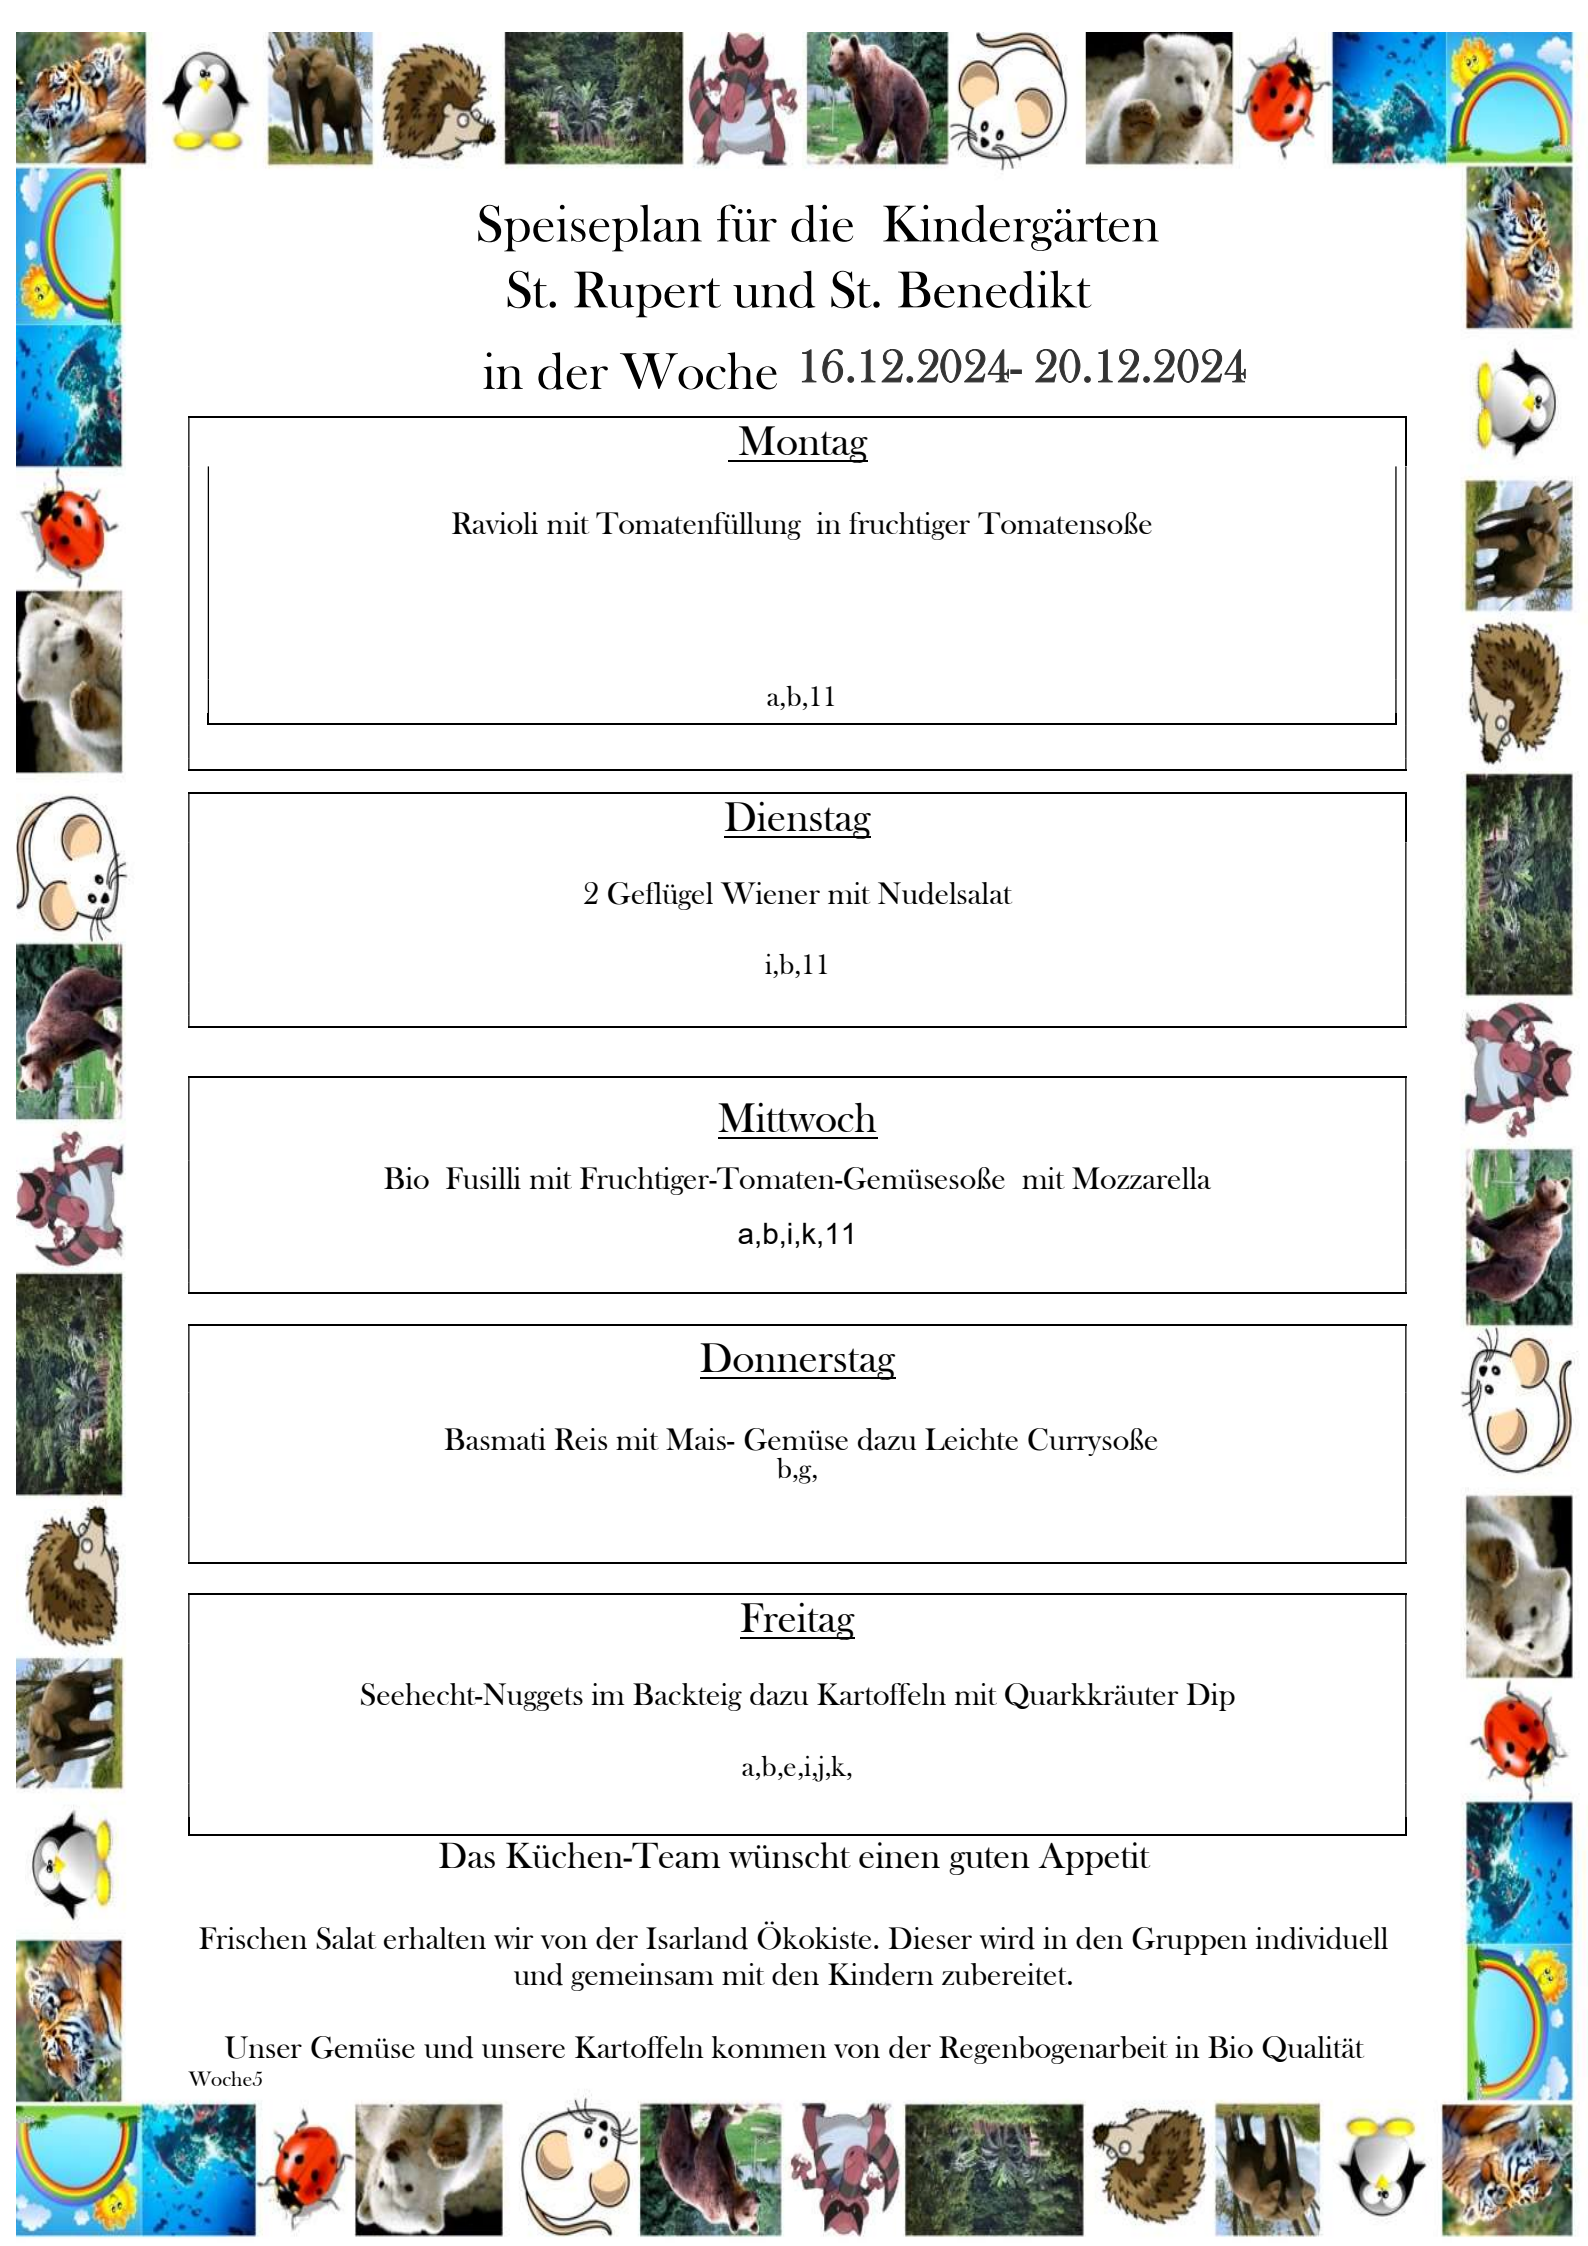 Speiseplan für die Kindergärten
St. Rupert und St. Benedikt
in der Woche 16.12.2024- 20.12.2024
Montag
Ravioli mit Tomatenfüllung in fruchtiger Tomatensoße
a,b,11
Dienstag
2 Geflügel Wiener mit Nudelsalat
i,b,11
Mittwoch
Bio Fusilli mit Fruchtiger-Tomaten-Gemüsesoße mit Mozzarella
a,b,i,k,11
Donnerstag
Basmati Reis mit Mais- Gemüse dazu Leichte Currysoße
b,g,
Freitag
Seehecht-Nuggets im Backteig dazu Kartoffeln mit Quarkkräuter Dip
a,b,e,i,j,k,
Das Küchen-Team wünscht einen guten Appetit
Frischen Salat erhalten wir von der Isarland Ökokiste. Dieser wird in den Gruppen individuell
und gemeinsam mit den Kindern zubereitet.
Unser Gemüse und unsere Kartoffeln kommen von der Regenbogenarbeit in Bio Qualität
Woche5